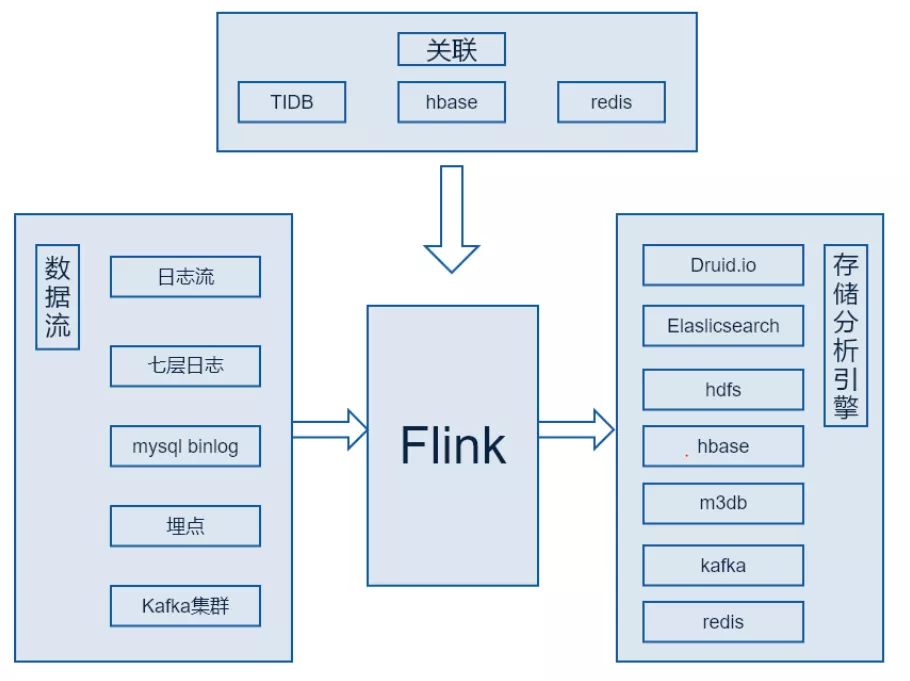 关联
TIDB
hbase
redis
数据流
日志流
七层日志
mysql binlog
埋点
Kafka集群
Flink
Druid.io
Elaslicsearch
hdfs
hbase
m3db
kafka
redis
存储分析引擎